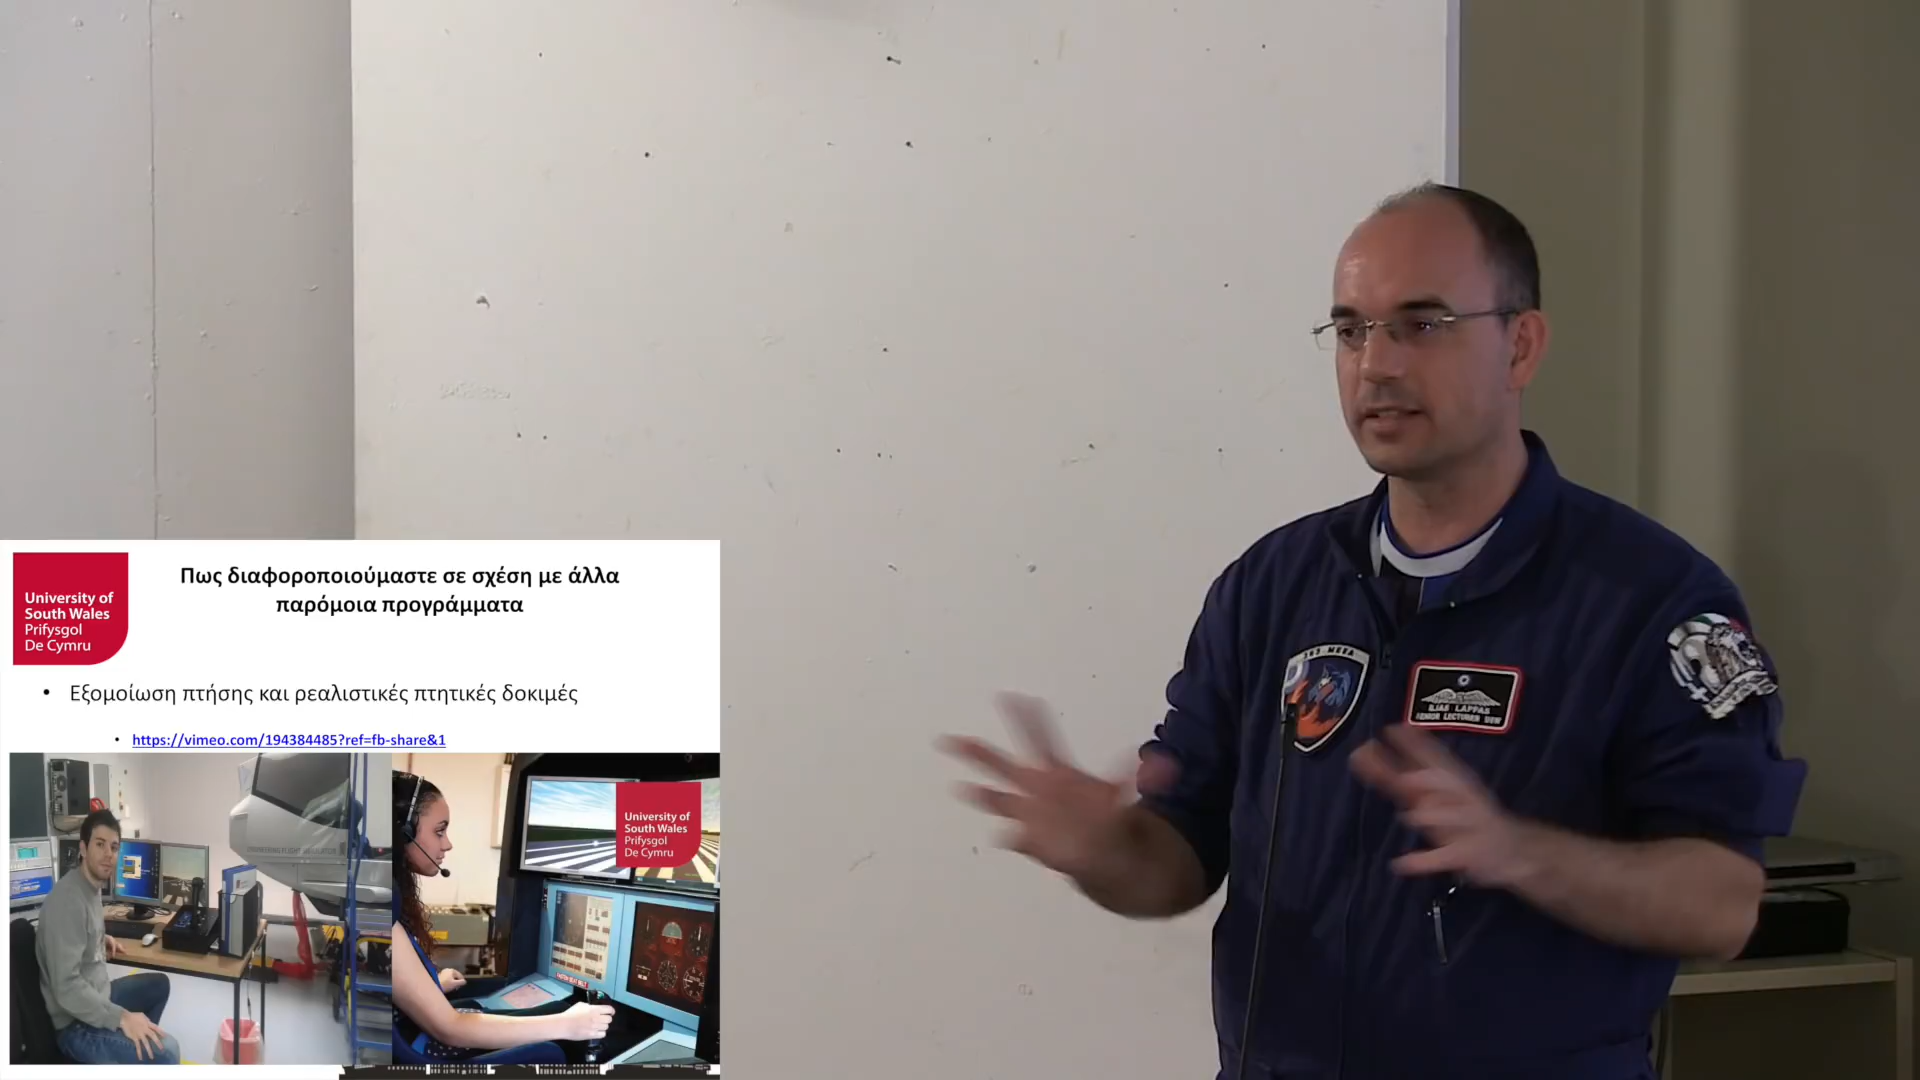 University of
South Wales
Prifysgol
De Cymru
Πως διαφοροποιούμαστε σε σχέση με άλλα
παρόμοια προγράμματα
• Εξομοίωση πτήσης και ρεαλιστικές πτητικές δοκιμές
• https://vimeo.com/194384485?ref=fb-share&1
University of
South Wales
Prifysgol
De Cymru
ILIAS LAPPAS
SENIOR LECTURER USW